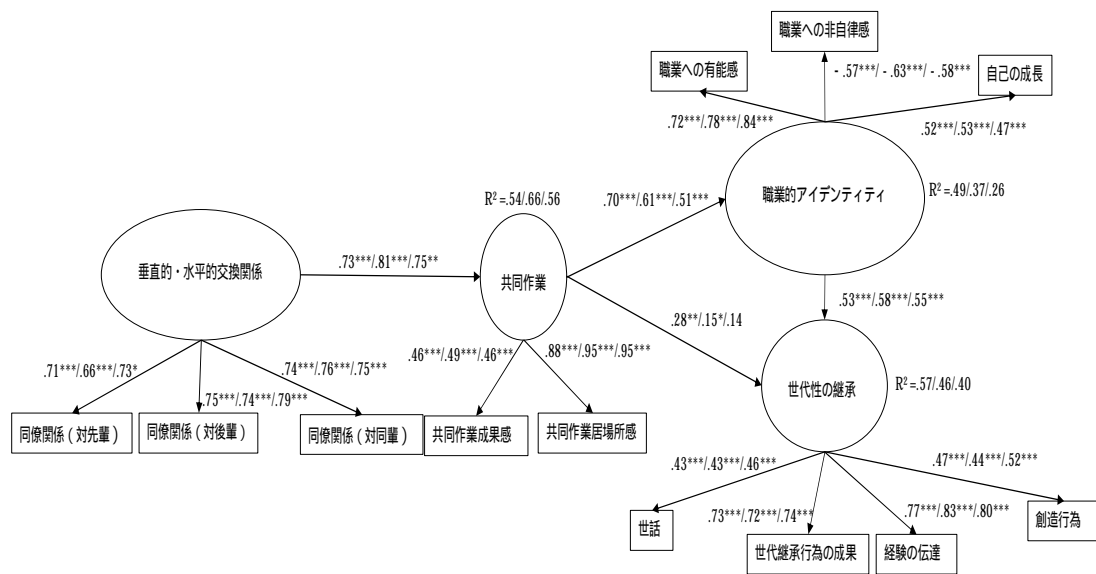 職業への非自律感
職業への有能感
- .57***/ - .63***/ - .58***
自己の成長
.72***/.78***/.84***
.52***/.53***/.47***
職業的アイデンティティ
R² =.49/.37/.26
R² =.54/.66/.56
.70***/.61***/.51***
垂直的・水平的交換関係
.73***/.81***/.75**
共同作業
.53***/.58***/.55***
.28**/.15*/.14
.71***/.66***/.73*
.75***/.74***/.79***
.74***/.76***/.75***
.46***/.49***/.46***
.88***/.95***/.95***
世代性の継承
R² =.57/.46/.40
同僚関係（対先輩）
同僚関係（対後輩）
同僚関係（対同輩）
共同作業成果感
共同作業居場所感
.43***/.43***/.46***
.73***/.72***/.74***
.77***/.83***/.80***
.47***/.44***/.52***
世話
世代継承行為の成果
経験の伝達
創造行為